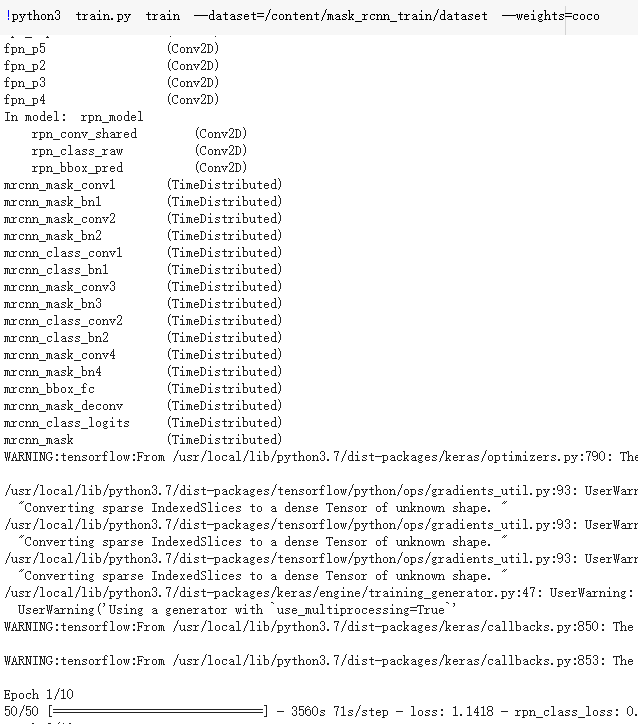 !python3 train.py train --dataset=/content/mask_rcnn_train/dataset --weights=coco
fpn_p5 (Conv2D)
fpn_p2 (Conv2D)
fpn_p3 (Conv2D)
fpn_p4 (Conv2D)
In model: rpn_model
rpn_conv_shared (Conv2D)
rpn_class_raw (Conv2D)
rpn_bbox_pred (Conv2D)
mrcnn_mask_conv1 (TimeDistributed)
mrcnn_mask_bn1 (TimeDistributed)
mrcnn_mask_conv2 (TimeDistributed)
mrcnn_mask_bn2 (TimeDistributed)
mrcnn_class_conv1 (TimeDistributed)
mrcnn_class_bn1 (TimeDistributed)
mrcnn_mask_conv3 (TimeDistributed)
mrcnn_mask_bn3 (TimeDistributed)
mrcnn_class_conv2 (TimeDistributed)
mrcnn_class_bn2 (TimeDistributed)
mrcnn_mask_conv4 (TimeDistributed)
mrcnn_mask_bn4 (TimeDistributed)
mrcnn_bbox_fc (TimeDistributed)
mrcnn_mask_deconv (TimeDistributed)
mrcnn_class_logits (TimeDistributed)
mrcnn_mask (TimeDistributed)
WARNING:tensorflow:From /usr/local/lib/python3.7/dist-packages/keras/optimizers.py:790: The
/usr/local/lib/python3.7/dist-packages/tensorflow/python/ops/gradients_util.py:93: UserWarn
"Converting sparse IndexedSlices to a dense Tensor of unknown shape. "
/usr/local/lib/python3.7/dist-packages/tensorflow/python/ops/gradients_util.py:93: UserWarn
"Converting sparse IndexedSlices to a dense Tensor of unknown shape. "
/usr/local/lib/python3.7/dist-packages/tensorflow/python/ops/gradients_util.py:93: UserWarn
"Converting sparse IndexedSlices to a dense Tensor of unknown shape. "
/usr/local/lib/python3.7/dist-packages/keras/engine/training_generator.py:47: UserWarning:
UserWarning('Using a generator with `use_multiprocessing=True`'
WARNING:tensorflow:From /usr/local/lib/python3.7/dist-packages/keras/callbacks.py:850: The
WARNING:tensorflow:From /usr/local/lib/python3.7/dist-packages/keras/callbacks.py:853: The
Epoch 1/10
50/50 [==============================] - 3560s 71s/step - loss: 1.1418 - rpn_class_loss: 0.